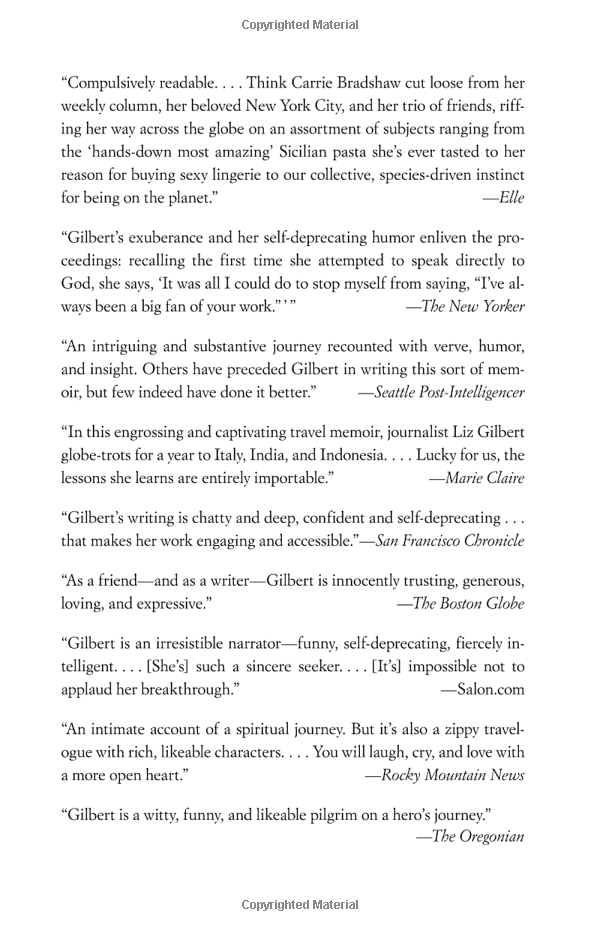 Copyrighted Material
“Compulsively readable. . . . Think Carrie Bradshaw cut loose from her
weekly column, her beloved New York City, and her trio of friends, riff-
ing her way across the globe on an assortment of subjects ranging from
the ‘hands-down most amazing’ Sicilian pasta she’s ever tasted to her
reason for buying sexy lingerie to our collective, species-driven instinct
for being on the planet.” —Elle
“Gilbert’s exuberance and her self-deprecating humor enliven the pro-
ceedings: recalling the first time she attempted to speak directly to
God, she says, ‘It was all I could do to stop myself from saying, “I’ve al-
ways been a big fan of your work.” ’ ” —The New Yorker
“An intriguing and substantive journey recounted with verve, humor,
and insight. Others have preceded Gilbert in writing this sort of mem-
oir, but few indeed have done it better.” —Seattle Post-Intelligencer
“In this engrossing and captivating travel memoir, journalist Liz Gilbert
globe-trots for a year to Italy, India, and Indonesia. . . . Lucky for us, the
lessons she learns are entirely importable.” —Marie Claire
“Gilbert’s writing is chatty and deep, confident and self-deprecating . . .
that makes her work engaging and accessible.”—San Francisco Chronicle
“As a friend—and as a writer—Gilbert is innocently trusting, generous,
loving, and expressive.” —The Boston Globe
“Gilbert is an irresistible narrator—funny, self-deprecating, fiercely in-
telligent. . . . [She’s] such a sincere seeker. . . . [It’s] impossible not to
applaud her breakthrough.” —Salon.com
“An intimate account of a spiritual journey. But it’s also a zippy travel-
ogue with rich, likeable characters. . . . You will laugh, cry, and love with
a more open heart.” —Rocky Mountain News
“Gilbert is a witty, funny, and likeable pilgrim on a hero’s journey.”
—The Oregonian
Copyrighted Material